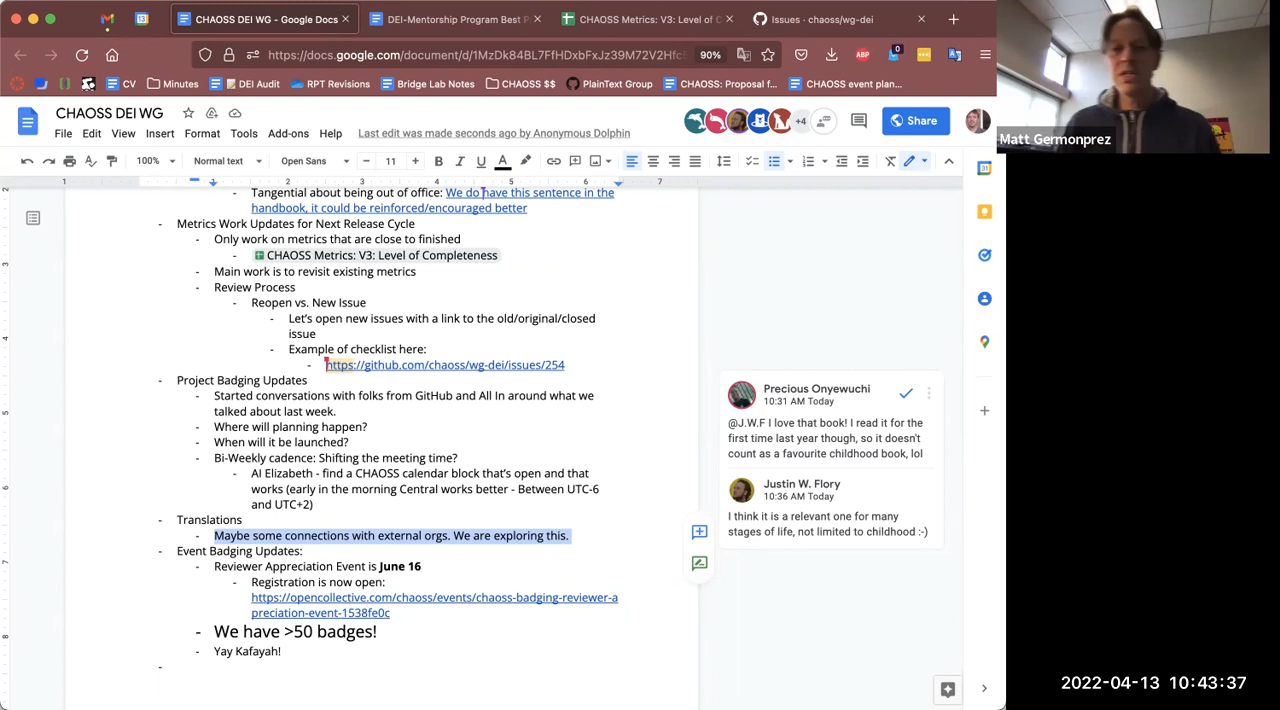 CHAOSS DEI WG - Google Docs
DEI-Mentorship Program Best P
CHAOSS Metrics: V3: Level of C
Issues · chaoss/wg-dei
https://docs.google.com/document/d/1MzDk84BL7FfHDxbFxJz39M72V2Hfc
90%
ABP
0
CV
Minutes
DEI Audit
RPT Revisions
Bridge Lab Notes
CHAOSS $$
PlainText Group
CHAOSS: Proposal f...
CHAOSS event plan...
CHAOSS DEI WG
File Edit View Insert Format Tools Add-ons Help Last edit was made seconds ago by Anonymous Dolphin
+4
Share
100% Normal text Open Sans 11
1 2 3 4 5 6 7
- Tangential about being out of office: We do have this sentence in the
handbook, it could be reinforced/encouraged better
- Metrics Work Updates for Next Release Cycle
- Only work on metrics that are close to finished
- CHAOSS Metrics: V3: Level of Completeness
- Main work is to revisit existing metrics
- Review Process
- Reopen vs. New Issue
- Let's open new issues with a link to the old/original/closed
issue
- Example of checklist here:
- https://github.com/chaoss/wg-dei/issues/254
- Project Badging Updates
- Started conversations with folks from GitHub and All In around what we
talked about last week.
- Where will planning happen?
- When will it be launched?
- Bi-Weekly cadence: Shifting the meeting time?
- AI Elizabeth - find a CHAOSS calendar block that's open and that
works (early in the morning Central works better - Between UTC-6
and UTC+2)
- Translations
- Maybe some connections with external orgs. We are exploring this.
- Event Badging Updates:
- Reviewer Appreciation Event is June 16
- Registration is now open:
https://opencollective.com/chaoss/events/chaoss-badging-reviewer-a
preciation-event-1538fe0c
- We have >50 badges!
- Yay Kafayah!
-
Precious Onyewuchi
10:31 AM Today
@J.W.F I love that book! I read it for the
first time last year though, so it doesn't
count as a favourite childhood book, lol
Justin W. Flory
10:36 AM Today
I think it is a relevant one for many
stages of life, not limited to childhood :-)
Matt Germonprez
2022-04-13 10:43:37